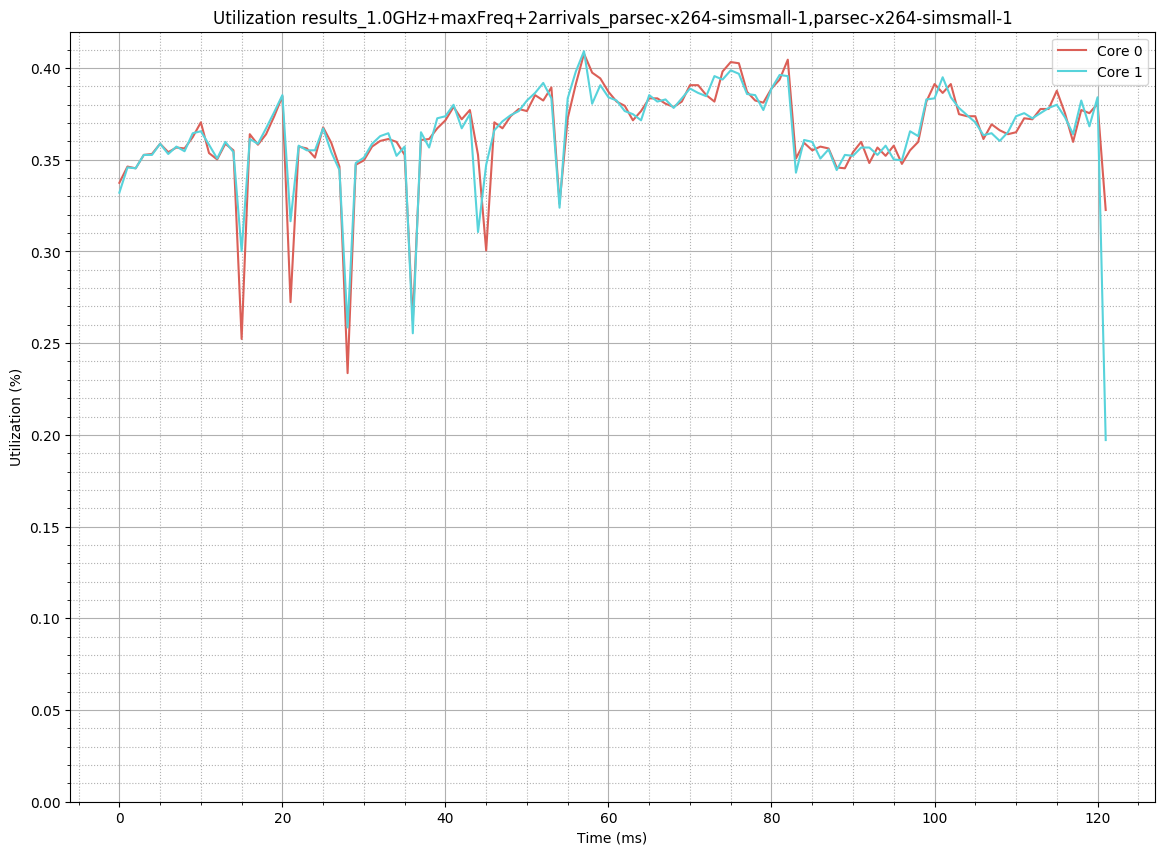 Utilization results_1.0GHz+maxFreq+2arrivals_parsec-x264-simsmall-1,parsec-x264-simsmall-1
Core 0
Core 1
0.40
0.35
0.30
0.25
0.20
0.15
0.10
0.05
0.00
Utilization (%)
0 20 40 60 80 100 120
Time (ms)